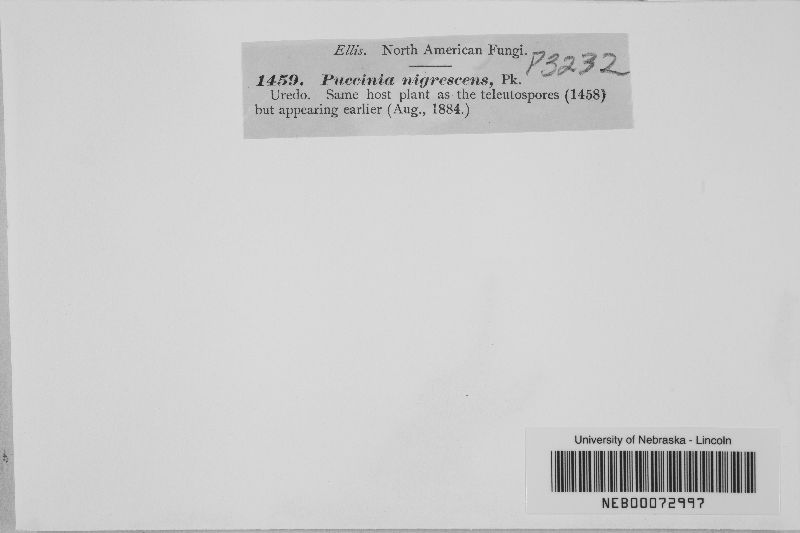 Ellis. North American Fungi.
P3232
1459. Puccinia nigrescens, Pk.
Uredo. Same host plant as the teleutospores (1458)
but appearing earlier (Aug., 1884.)
University of Nebraska - Lincoln
NEB00072997